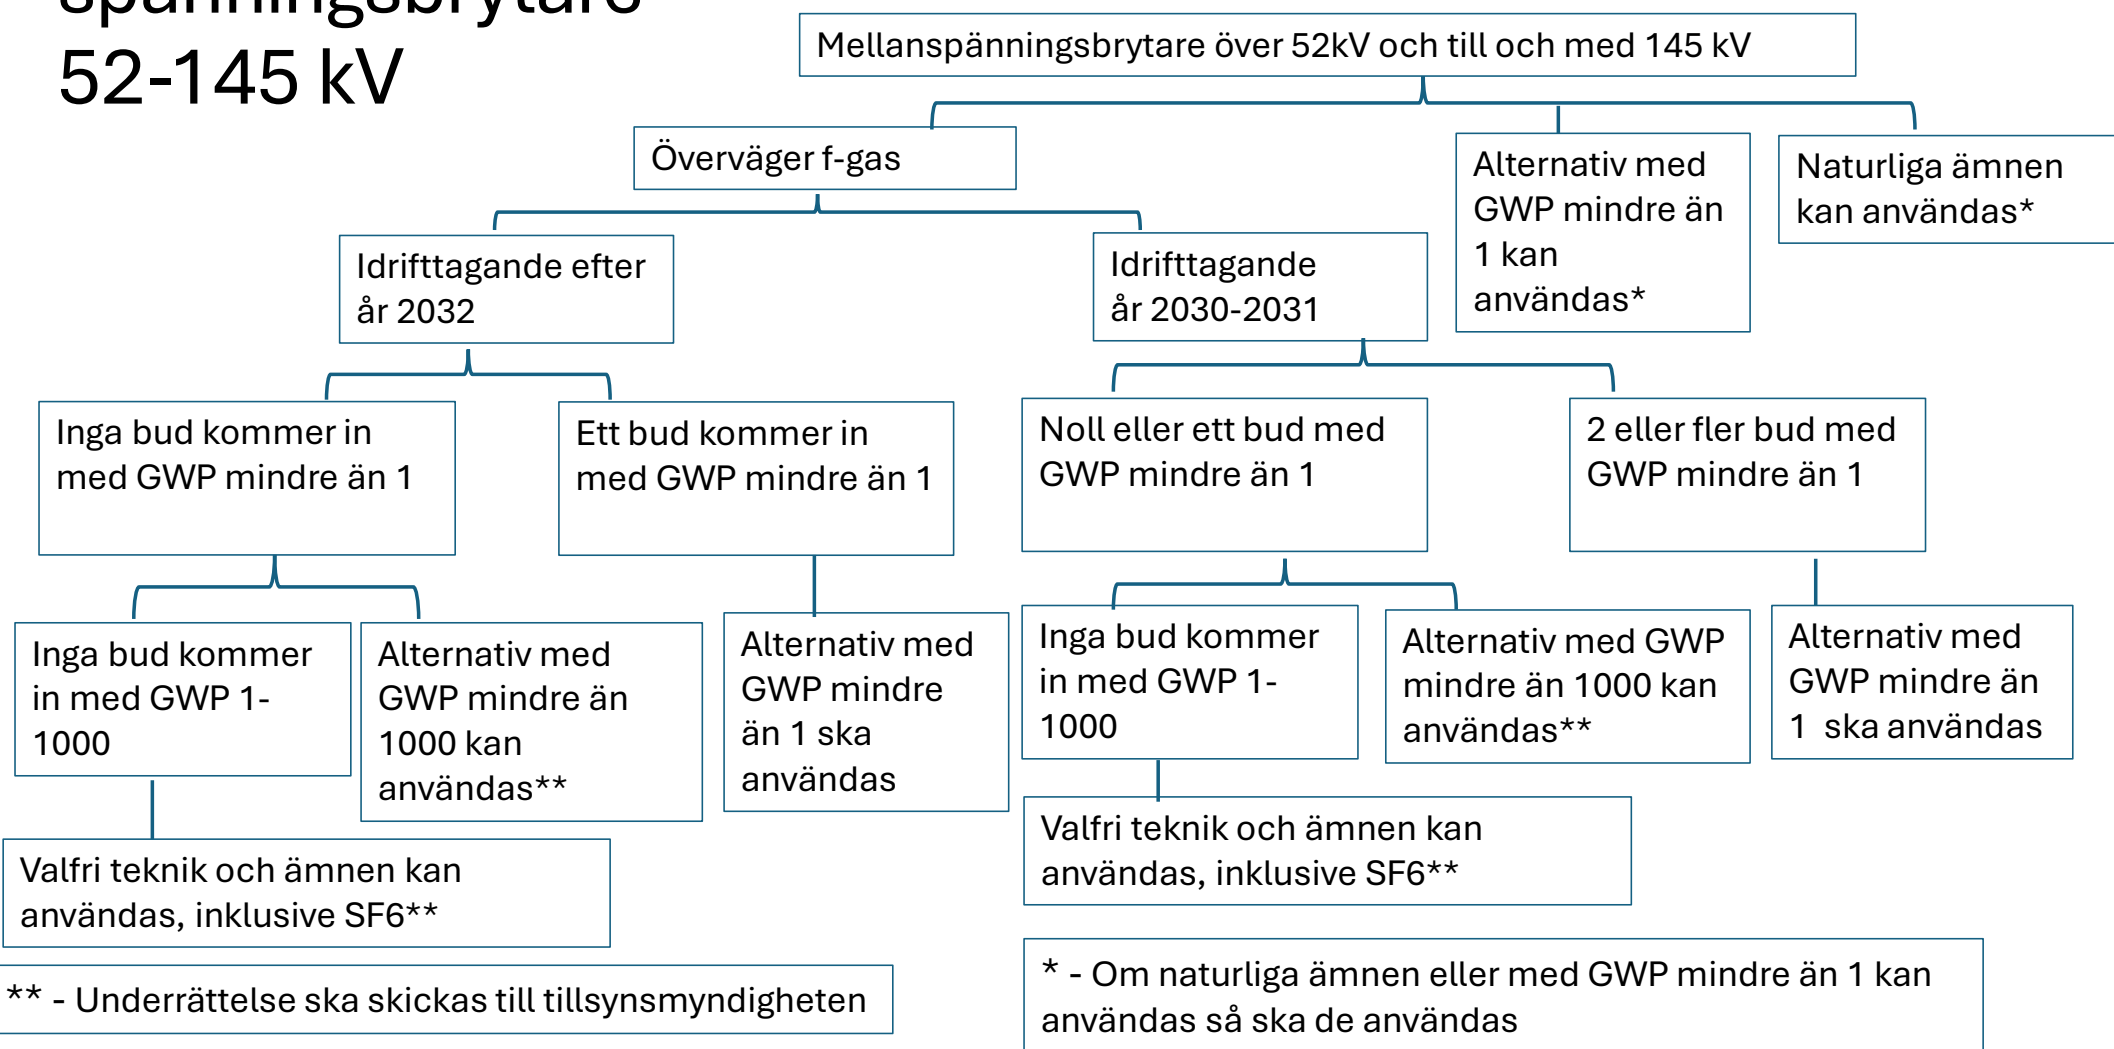 spänningsbrytare
52-145 kV
Mellanspänningsbrytare över 52kV och till och med 145 kV
Överväger f-gas
Alternativ med
GWP mindre än
1 kan
användas*
Naturliga ämnen
kan användas*
Idrifttagande efter
år 2032
Idrifttagande
år 2030-2031
Inga bud kommer in
med GWP mindre än 1
Ett bud kommer in
med GWP mindre än 1
Noll eller ett bud med
GWP mindre än 1
2 eller fler bud med
GWP mindre än 1
Inga bud kommer
in med GWP 1-
1000
Alternativ med
GWP mindre än
1000 kan
användas**
Alternativ med
GWP mindre
än 1 ska
användas
Inga bud kommer
in med GWP 1-
1000
Alternativ med GWP
mindre än 1000 kan
användas**
Alternativ med
GWP mindre än
1  ska användas
Valfri teknik och ämnen kan
användas, inklusive SF6**
Valfri teknik och ämnen kan
användas, inklusive SF6**
** - Underrättelse ska skickas till tillsynsmyndigheten
* - Om naturliga ämnen eller med GWP mindre än 1 kan
användas så ska de användas